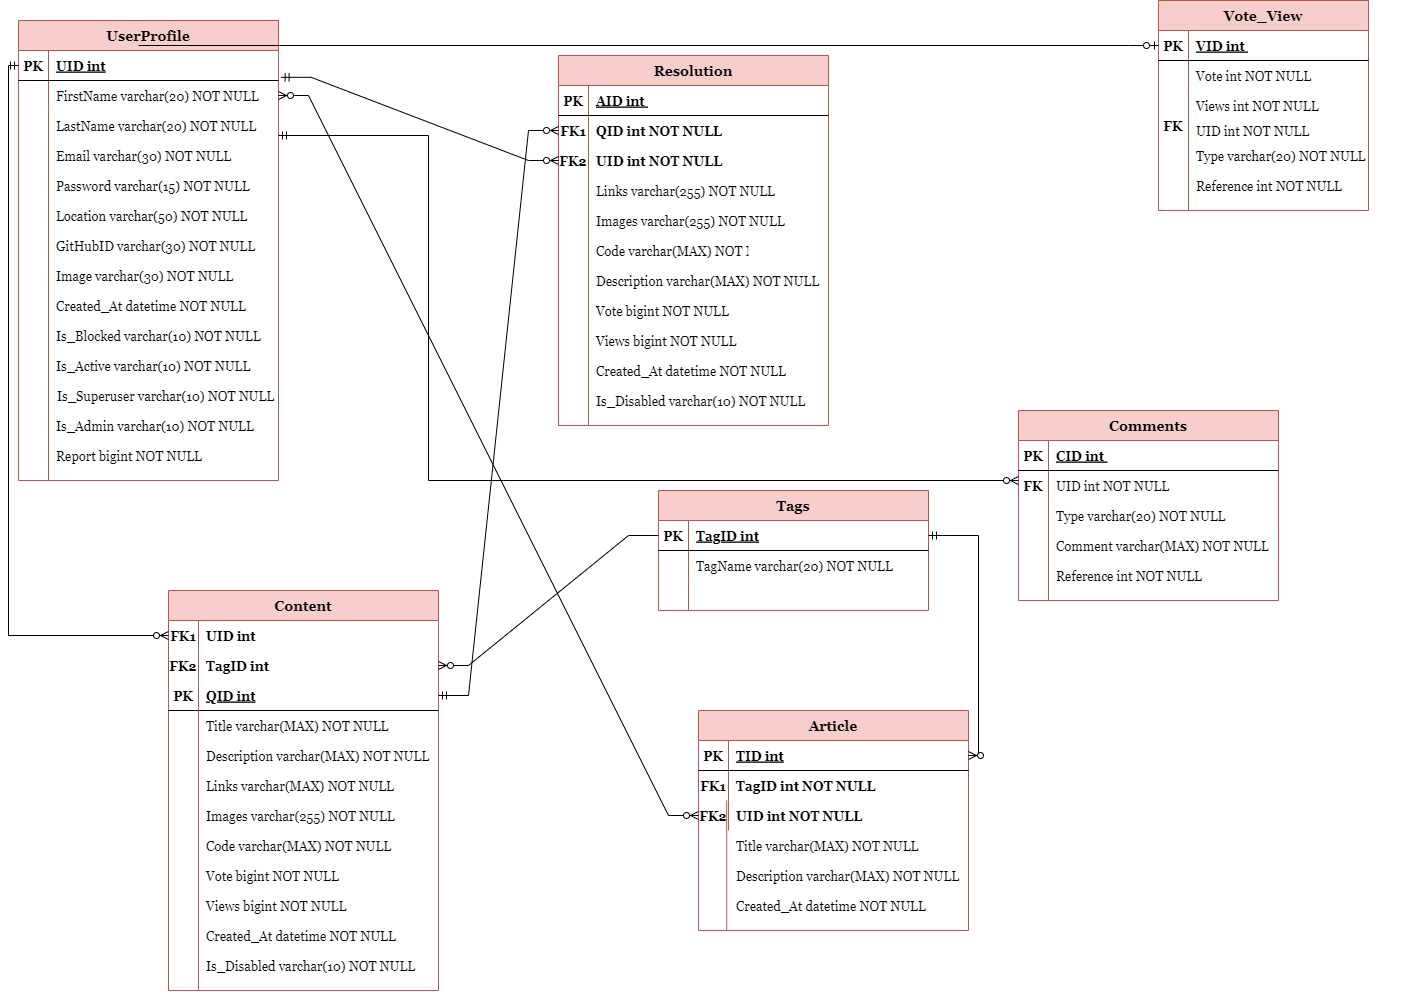 UserProfile
PK UID int
FirstName varchar(20) NOT NULL
LastName varchar(20) NOT NULL
Email varchar(30) NOT NULL
Password varchar(15) NOT NULL
Location varchar(50) NOT NULL
GitHubID varchar(30) NOT NULL
Image varchar(30) NOT NULL
Created_At datetime NOT NULL
Is_Blocked varchar(10) NOT NULL
Is_Active varchar(10) NOT NULL
Is_Superuser varchar(10) NOT NULL
Is_Admin varchar(10) NOT NULL
Report bigint NOT NULL
Resolution
PK AID int
FK1 QID int NOT NULL
FK2 UID int NOT NULL
Links varchar(255) NOT NULL
Images varchar(255) NOT NULL
Code varchar(MAX) NOT
Description varchar(MAX) NOT NULL
Vote bigint NOT NULL
Views bigint NOT NULL
Created_At datetime NOT NULL
Is_Disabled varchar(10) NOT NULL
Vote_View
PK VID int
Vote int NOT NULL
Views int NOT NULL
FK UID int NOT NULL
Type varchar(20) NOT NULL
Reference int NOT NULL
Comments
PK CID int
FK UID int NOT NULL
Type varchar(20) NOT NULL
Comment varchar(MAX) NOT NULL
Reference int NOT NULL
Tags
PK TagID int
TagName varchar(20) NOT NULL
Content
FK1 UID int
FK2 TagID int
PK QID int
Title varchar(MAX) NOT NULL
Description varchar(MAX) NOT NULL
Links varchar(MAX) NOT NULL
Images varchar(255) NOT NULL
Code varchar(MAX) NOT NULL
Vote bigint NOT NULL
Views bigint NOT NULL
Created_At datetime NOT NULL
Is_Disabled varchar(10) NOT NULL
Article
PK TID int
FK1 TagID int NOT NULL
FK2 UID int NOT NULL
Title varchar(MAX) NOT NULL
Description varchar(MAX) NOT NULL
Created_At datetime NOT NULL